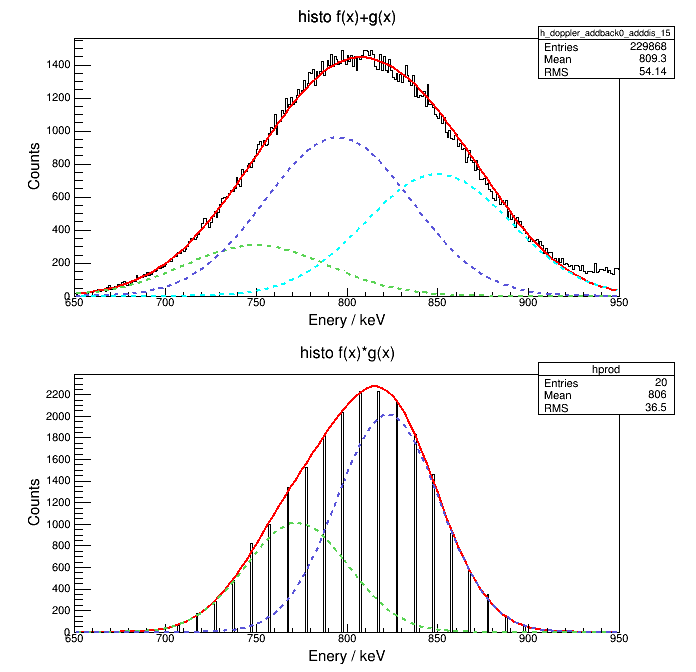 histo f(x)+g(x)
h_doppler_addback0_adddis_15
Entries 229868
Mean 809.3
RMS 54.14
Counts
1400
1200
1000
800
600
400
200
0
650 700 750 800 850 900 950
Enery / keV
histo f(x)*g(x)
hprod
Entries 20
Mean 806
RMS 36.5
Counts
2200
2000
1800
1600
1400
1200
1000
800
600
400
200
0
650 700 750 800 850 900 950
Enery / keV